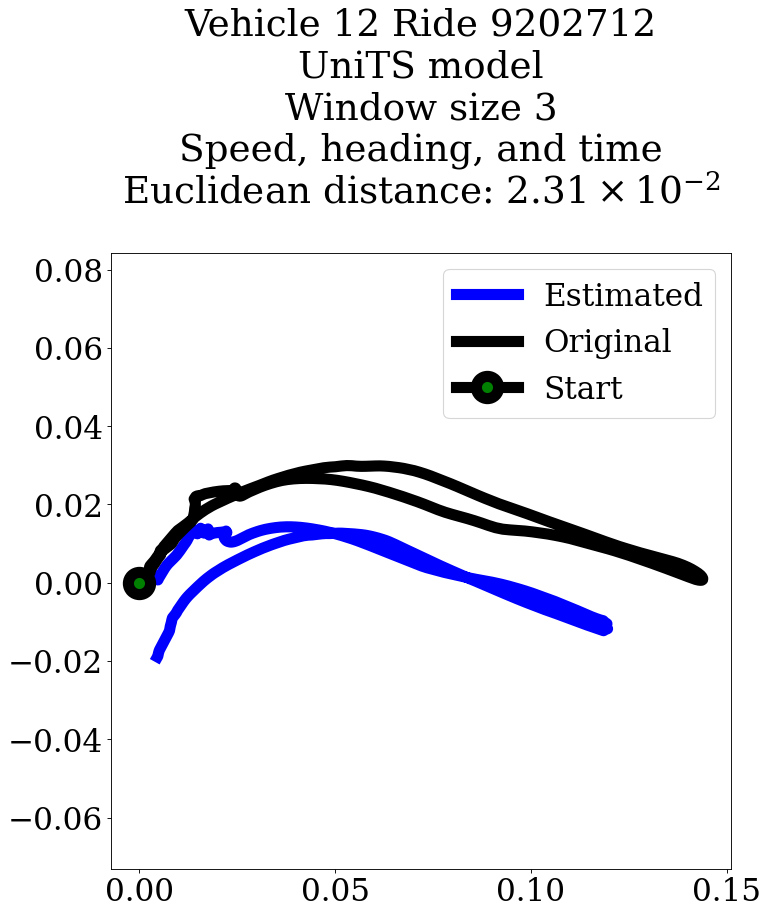 Vehicle 12 Ride 9202712
UniTS model
Window size 3
Speed, heading, and time
Euclidean distance: 2.31 × 10⁻²
0.08
0.06
0.04
0.02
0.00
−0.02
−0.04
−0.06
Estimated
Original
Start
0.00 0.05 0.10 0.15